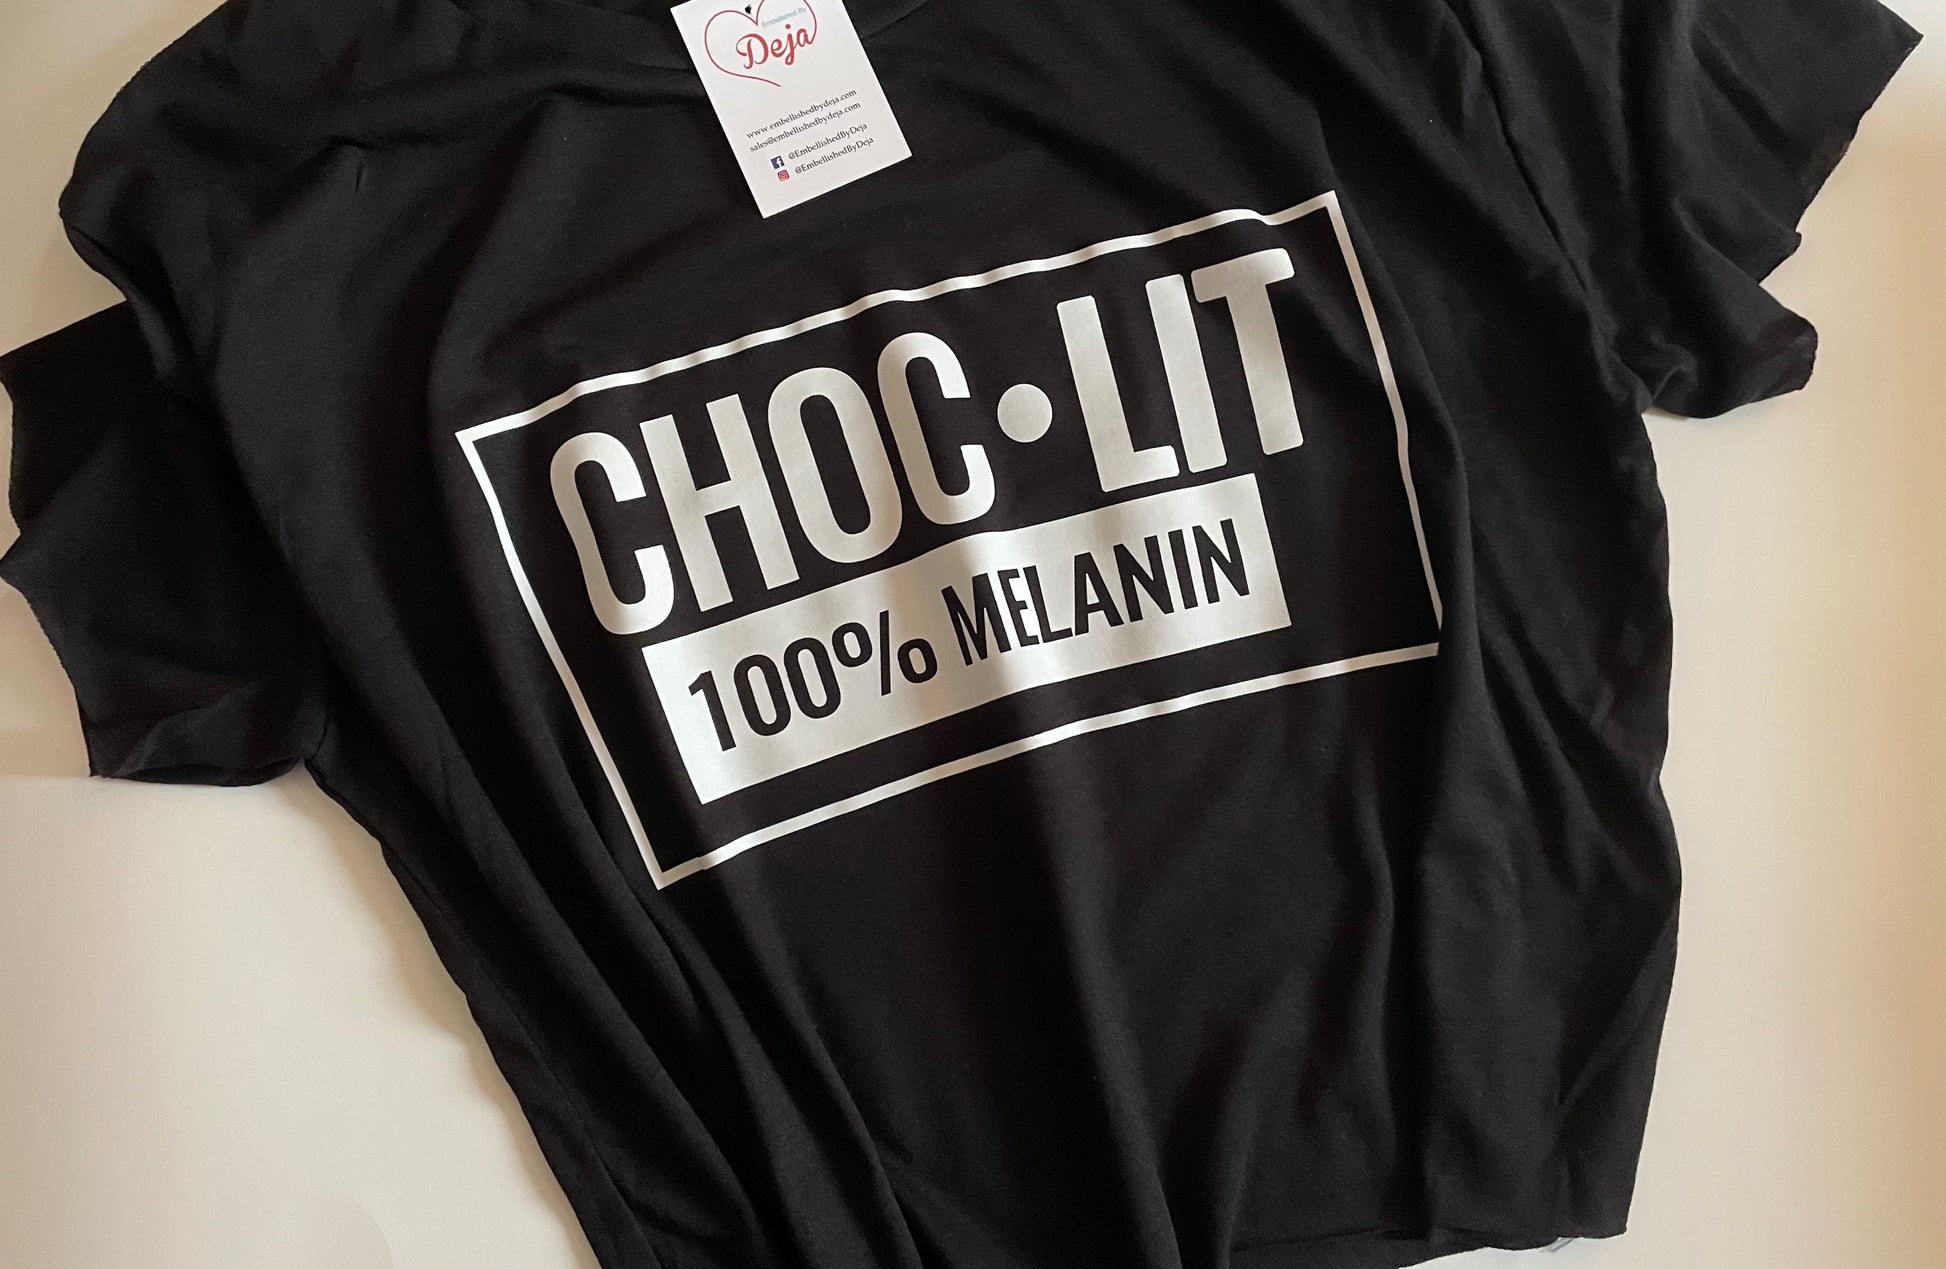 Embellished By
Deja
www.embellishedbydeja.com
sales@embellishedbydeja.com
@EmbellishedByDeja
@EmbellishedByDeja
CHOC•LIT
100% MELANIN